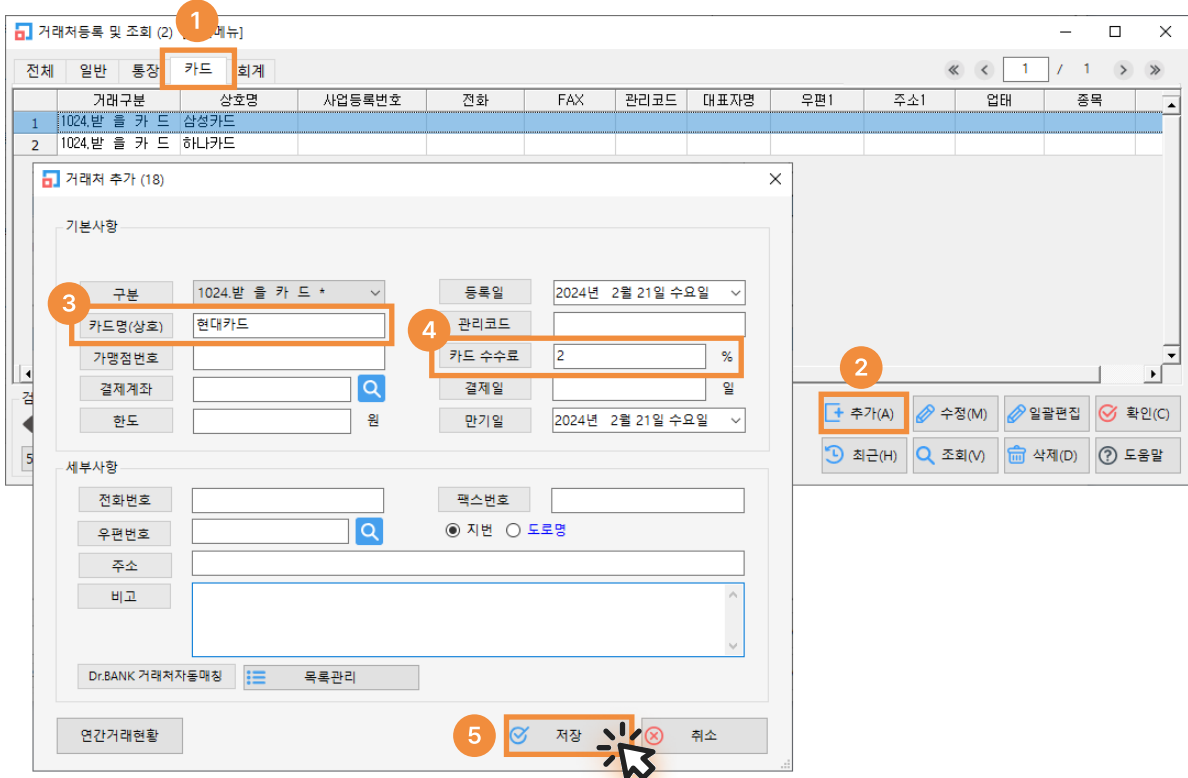 1
거래처등록 및 조회 (2) 메뉴]
전체 일반 통장 카드 회계 1 / 1
거래구분 상호명 사업등록번호 전화 FAX 관리코드 대표자명 우편1 주소1 업태 종목
1 1024.받 을 카 드 삼성카드
2 1024.받 을 카 드 하나카드
거래처 추가 (18)
기본사항
구분 1024.받 을 카 드 * 등록일 2024년 2월 21일 수요일
3 카드명(상호) 현대카드 관리코드
4
가맹점번호 카드 수수료 2 %
결제계좌 결제일 일
한도 원 만기일 2024년 2월 21일 수요일
2
추가(A) 수정(M) 일괄편집 확인(C)
최근(H) 조회(V) 삭제(D) 도움말
5
세부사항
전화번호 팩스번호
우편번호 지번 도로명
주소
비고
Dr.BANK 거래처자동매칭 목록관리
연간거래현황 5 저장 취소